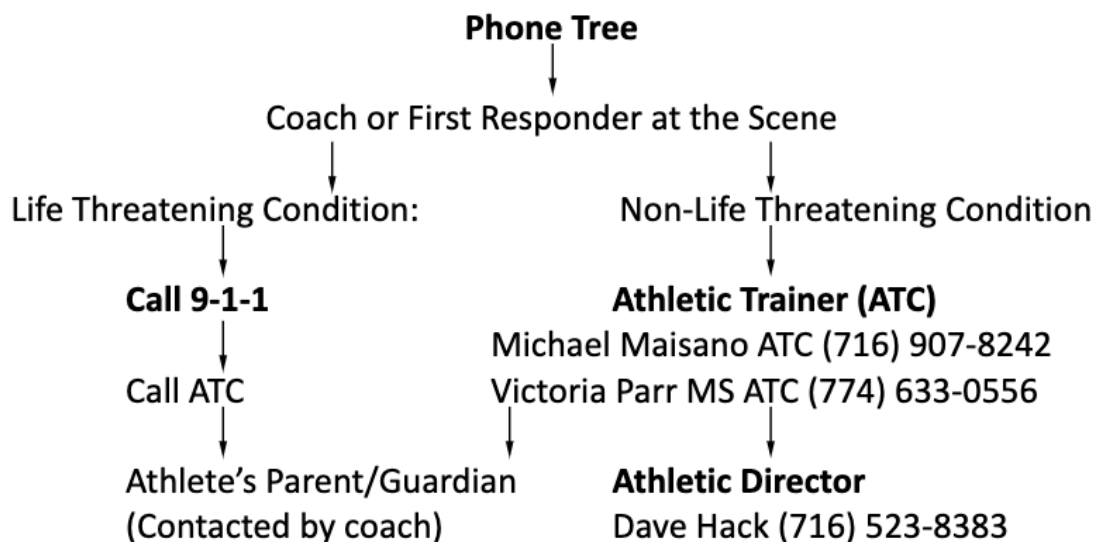 Phone Tree
Coach or First Responder at the Scene
Life Threatening Condition:
Non-Life Threatening Condition
Call 9-1-1
Athletic Trainer (ATC)
Michael Maisano ATC (716) 907-8242
Call ATC
Victoria Parr MS ATC (774) 633-0556
Athlete’s Parent/Guardian
(Contacted by coach)
Athletic Director
Dave Hack (716) 523-8383